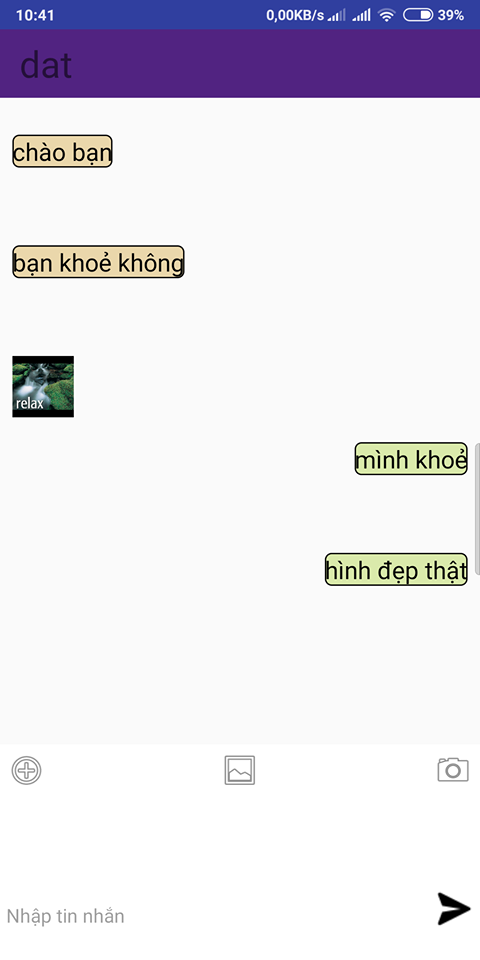 10:41 0,00KB/s 39%
dat
chào bạn
bạn khoẻ không
relax
mình khoẻ
hình đẹp thật
Nhập tin nhắn